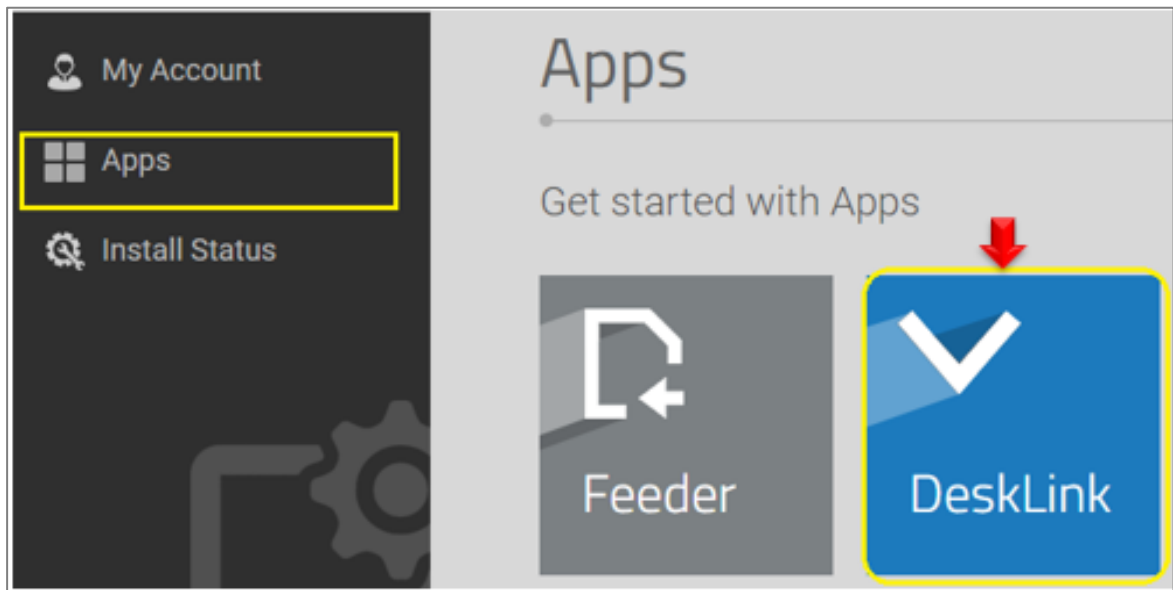 My Account
Apps
Install Status
Apps
Get started with Apps
Feeder
DeskLink